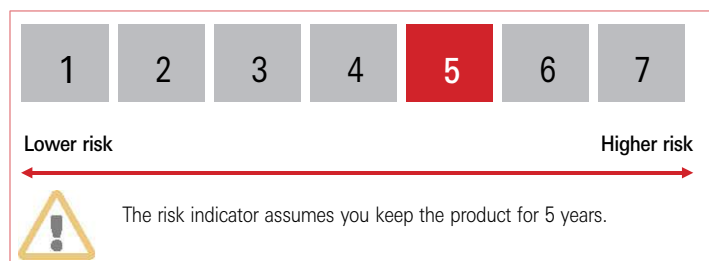 1 2 3 4 5 6 7
Lower risk Higher risk
The risk indicator assumes you keep the product for 5 years.